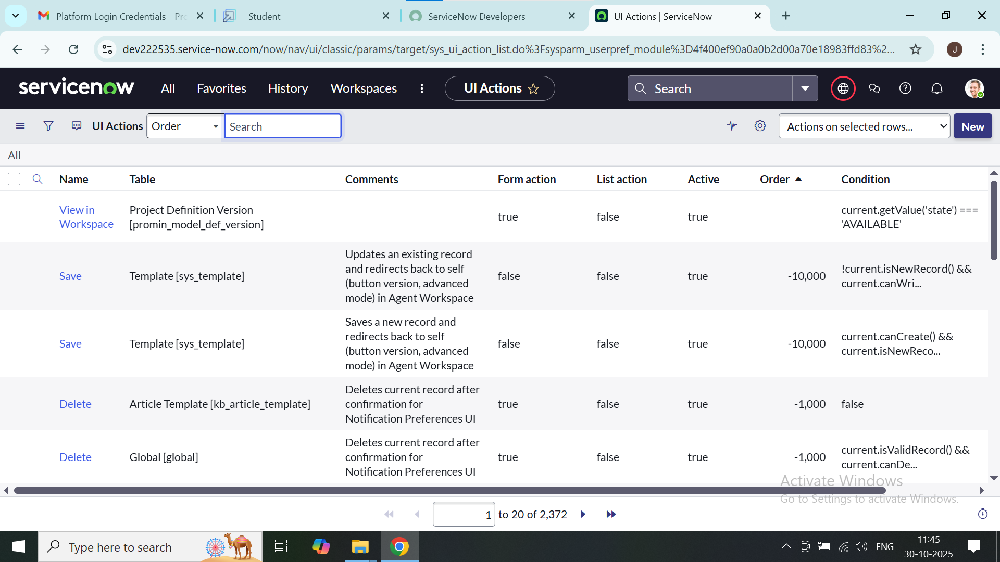 Platform Login Credentials - Pro
- Student
ServiceNow Developers
UI Actions | ServiceNow
dev222535.service-now.com/now/nav/ui/classic/params/target/sys_ui_action_list.do%3Fsysparm_userpref_module%3D4f400ef90a0a0b2d00a70e18983ffd83%2...
J
servicenow
All
Favorites
History
Workspaces
UI Actions
Search
UI Actions
Order
Search
Actions on selected rows...
New
All
Name Table Comments Form action List action Active Order Condition
View in
Workspace
Project Definition Version
[promin_model_def_version]
true false true
current.getValue('state') ===
'AVAILABLE'
Save
Template [sys_template]
Updates an existing record
and redirects back to self
(button version, advanced
mode) in Agent Workspace
false false true -10,000
!current.isNewRecord() &&
current.canWri...
Save
Template [sys_template]
Saves a new record and
redirects back to self
(button version, advanced
mode) in Agent Workspace
false false true -10,000
current.canCreate() &&
current.isNewReco...
Delete
Article Template [kb_article_template]
Deletes current record after
confirmation for
Notification Preferences UI
true false true -1,000 false
Delete
Global [global]
Deletes current record after
confirmation for
Notification Preferences UI
true false true -1,000
current.isValidRecord() &&
current.canDe...
Activate Windows
Go to Settings to activate Windows.
1 to 20 of 2,372
Type here to search
ENG
11:45
30-10-2025